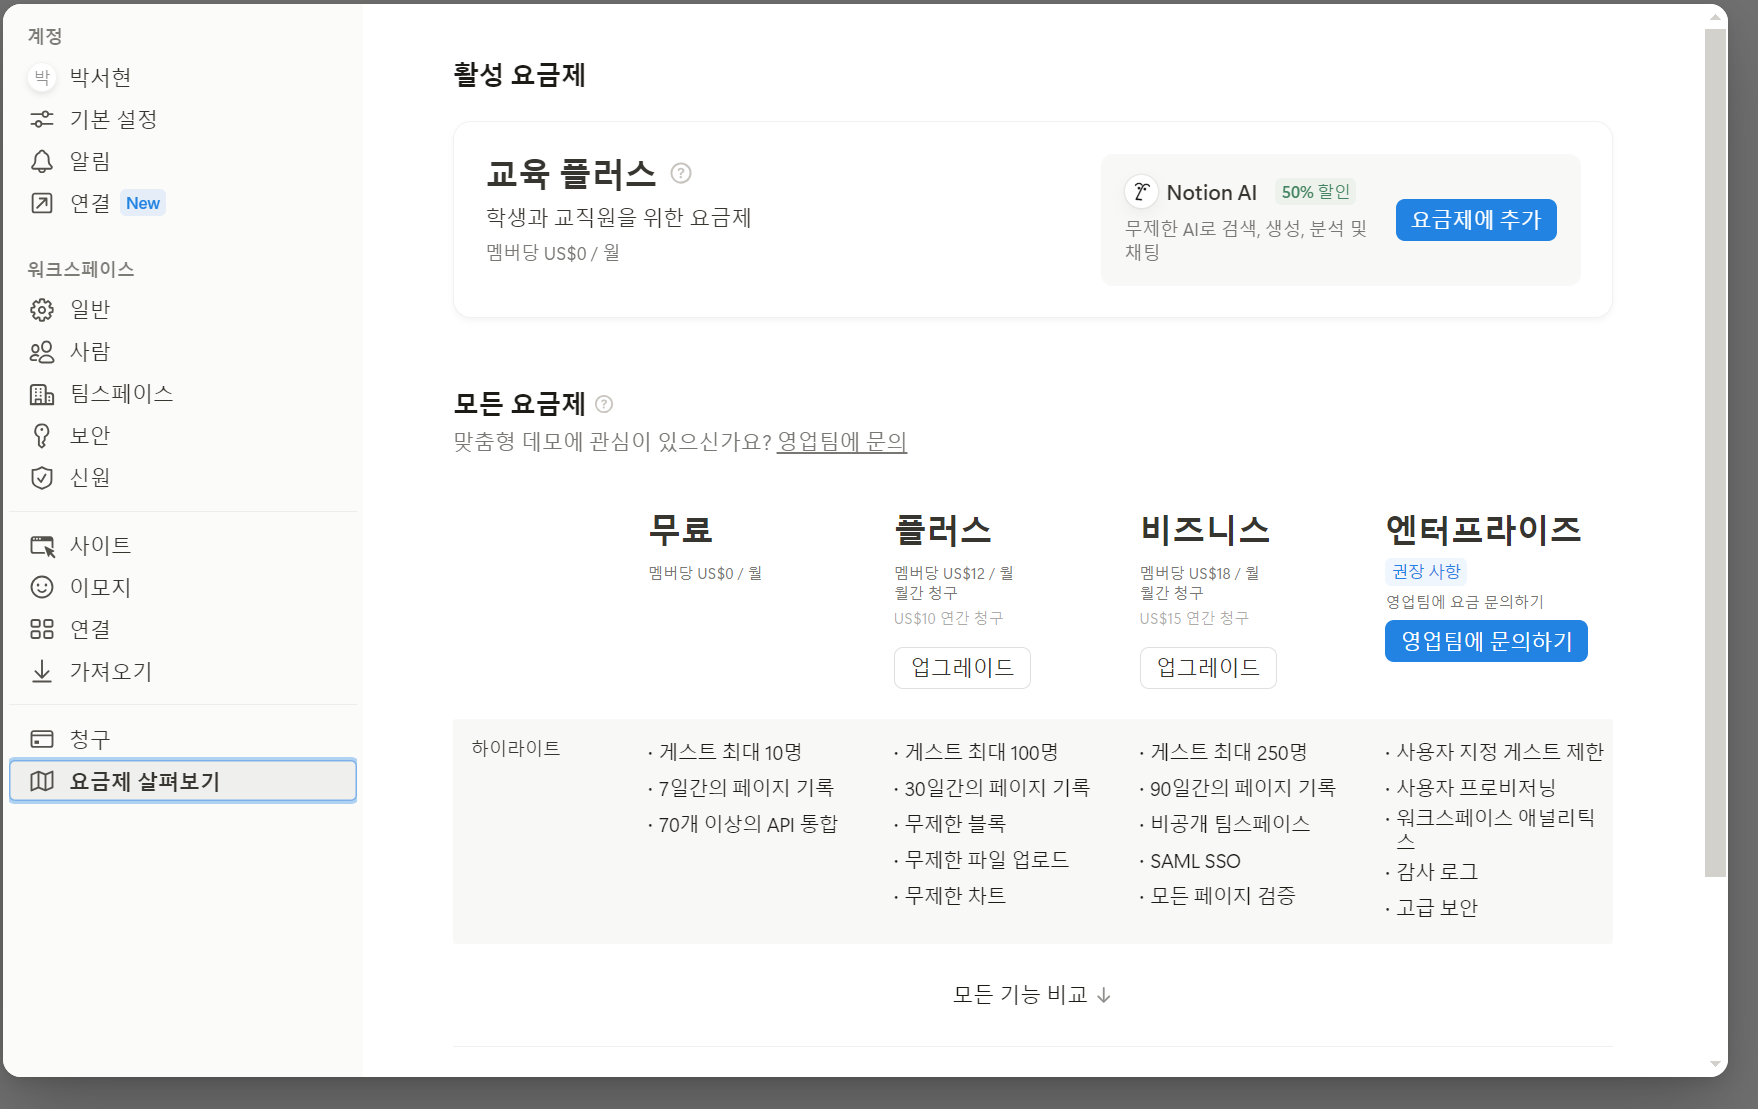 계정
박 박서현
기본 설정
알림
연결 New
워크스페이스
일반
사람
팀스페이스
보안
신원
사이트
이모지
연결
가져오기
청구
요금제 살펴보기
활성 요금제
교육 플러스 ?
학생과 교직원을 위한 요금제
멤버당 US$0 / 월
Notion AI 50% 할인
무제한 AI로 검색, 생성, 분석 및
채팅
요금제에 추가
모든 요금제 ?
맞춤형 데모에 관심이 있으신가요? 영업팀에 문의
무료
멤버당 US$0 / 월
플러스
멤버당 US$12 / 월
월간 청구
US$10 연간 청구
업그레이드
비즈니스
멤버당 US$18 / 월
월간 청구
US$15 연간 청구
업그레이드
엔터프라이즈
권장 사항
영업팀에 요금 문의하기
영업팀에 문의하기
하이라이트
· 게스트 최대 10명
· 7일간의 페이지 기록
· 70개 이상의 API 통합
· 게스트 최대 100명
· 30일간의 페이지 기록
· 무제한 블록
· 무제한 파일 업로드
· 무제한 차트
· 게스트 최대 250명
· 90일간의 페이지 기록
· 비공개 팀스페이스
· SAML SSO
· 모든 페이지 검증
· 사용자 지정 게스트 제한
· 사용자 프로비저닝
· 워크스페이스 애널리틱
스
· 감사 로그
· 고급 보안
모든 기능 비교 ↓